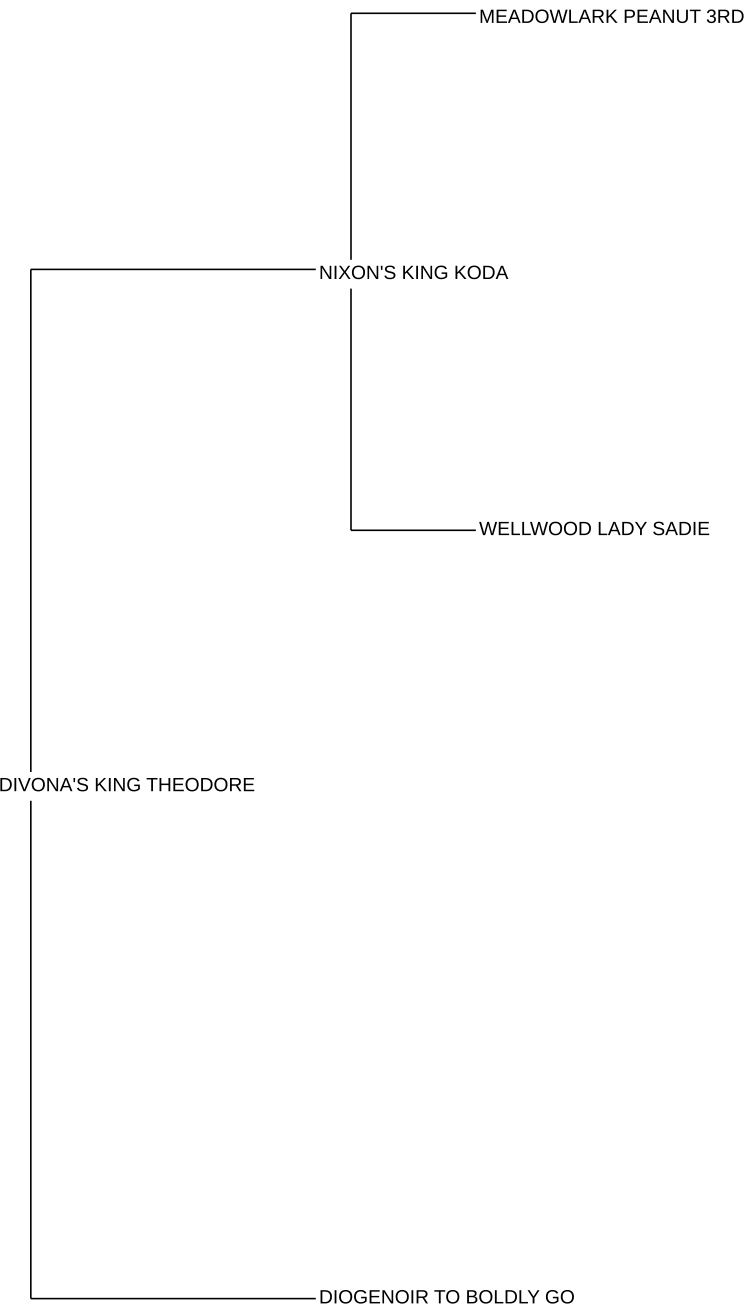 MEADOWLARK PEANUT 3RD
NIXON'S KING KODA
WELLWOOD LADY SADIE
DIVONA'S KING THEODORE
DIOGENOIR TO BOLDLY GO